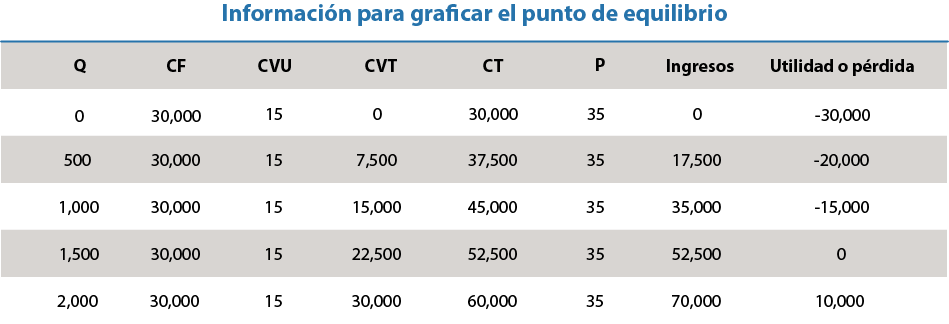 Información para graficar el punto de equilibrio
Q CF CVU CVT CT P Ingresos Utilidad o pérdida
0 30,000 15 0 30,000 35 0 -30,000
500 30,000 15 7,500 37,500 35 17,500 -20,000
1,000 30,000 15 15,000 45,000 35 35,000 -15,000
1,500 30,000 15 22,500 52,500 35 52,500 0
2,000 30,000 15 30,000 60,000 35 70,000 10,000